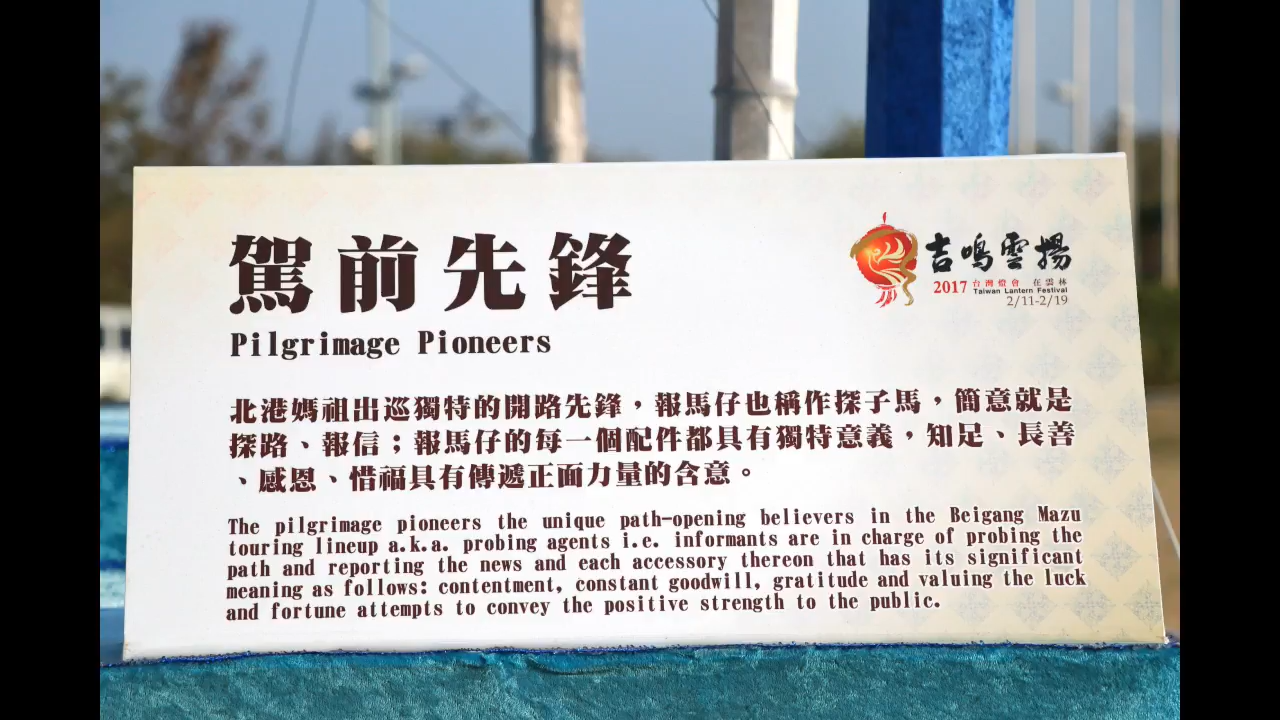 駕前先鋒
Pilgrimage Pioneers
吉鳴雲揚
2017 台灣燈會 在雲林
Taiwan Lantern Festival
2/11-2/19
北港媽祖出巡獨特的開路先鋒，報馬仔也稱作探子馬，簡意就是
探路、報信；報馬仔的每一個配件都具有獨特意義，知足、長善
、感恩、惜福具有傳遞正面力量的含意。
The pilgrimage pioneers the unique path-opening believers in the Beigang Mazu
touring lineup a.k.a. probing agents i.e. informants are in charge of probing the
path and reporting the news and each accessory thereon that has its significant
meaning as follows: contentment, constant goodwill, gratitude and valuing the luck
and fortune attempts to convey the positive strength to the public.